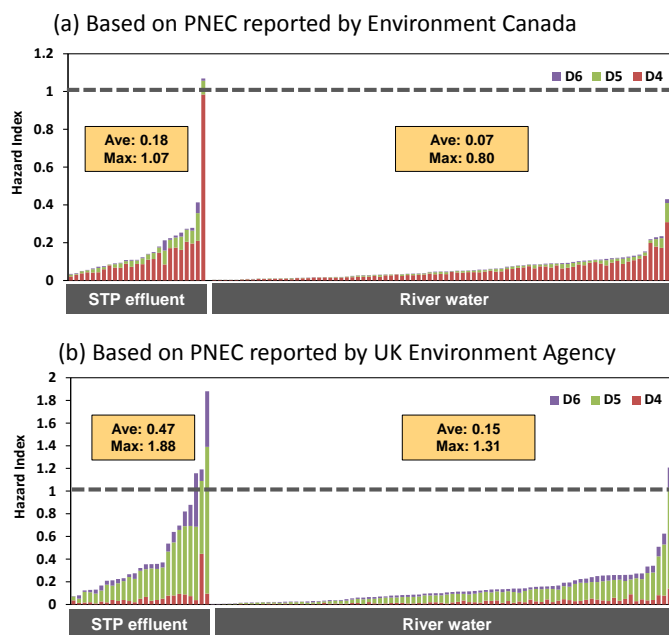 (a) Based on PNEC reported by Environment Canada
1.2
1
0.8
0.6
0.4
0.2
0
Hazard Index
D6 D5 D4
Ave: 0.18
Max: 1.07
Ave: 0.07
Max: 0.80
STP effluent
River water
(b) Based on PNEC reported by UK Environment Agency
2
1.8
1.6
1.4
1.2
1
0.8
0.6
0.4
0.2
0
Hazard Index
D6 D5 D4
Ave: 0.47
Max: 1.88
Ave: 0.15
Max: 1.31
STP effluent
River water